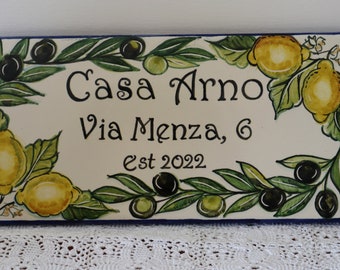 Casa Arno
Via Menza, 6
Est 2022